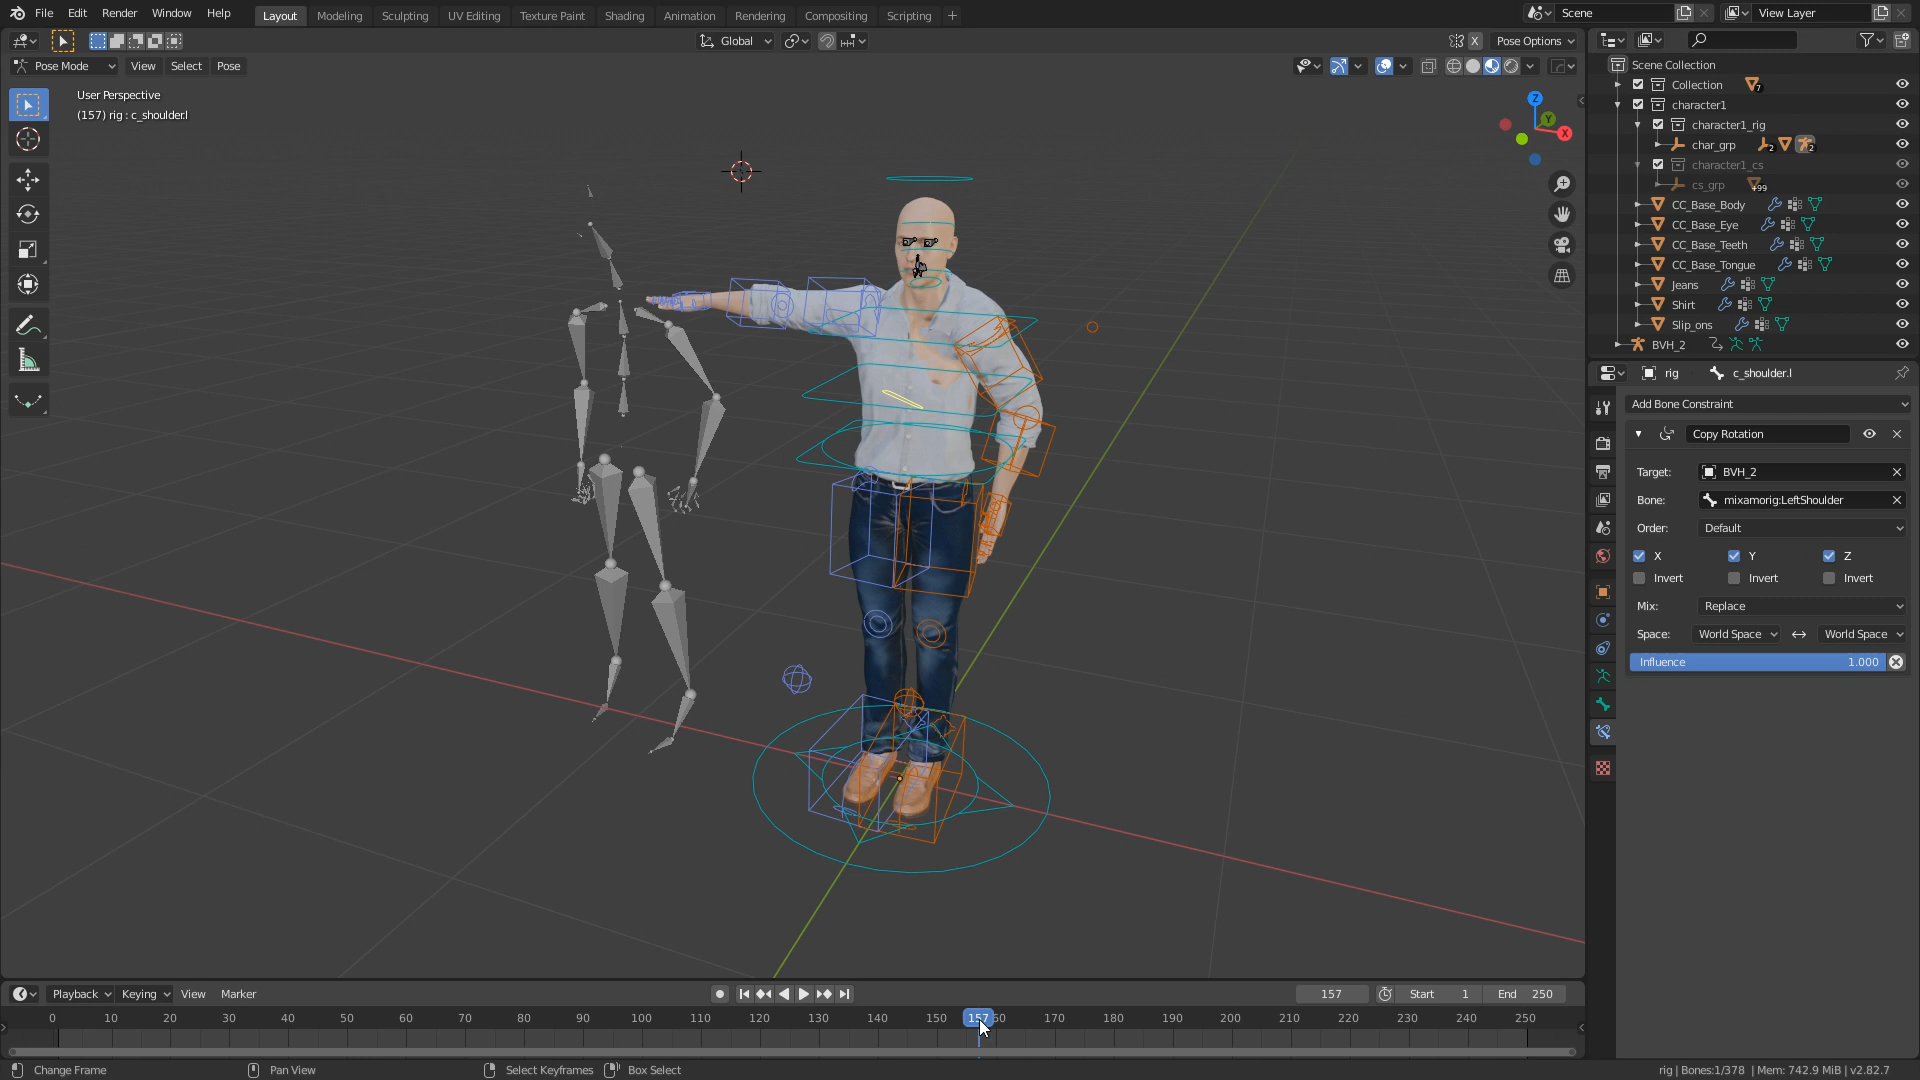 File Edit Render Window Help
Layout Modeling Sculpting UV Editing Texture Paint Shading Animation Rendering Compositing Scripting
Scene
View Layer
Global
X
Pose Options
Pose Mode View Select Pose
User Perspective
(157) rig : c_shoulder.l
Z
Y
X
Scene Collection
Collection 7
character1
character1_rig
char_grp 2 2
character1_cs
cs_grp +99
CC_Base_Body
CC_Base_Eye
CC_Base_Teeth
CC_Base_Tongue
Jeans
Shirt
Slip_ons
BVH_2
rig c_shoulder.l
Add Bone Constraint
Copy Rotation
Target: BVH_2
Bone: mixamorig:LeftShoulder
Order: Default
X Y Z
Invert Invert Invert
Mix: Replace
Space: World Space World Space
Influence 1.000
Playback Keying View Marker
157 Start 1 End 250
0 10 20 30 40 50 60 70 80 90 100 110 120 130 140 150 157 60 170 180 190 200 210 220 230 240 250
Change Frame Pan View Select Keyframes Box Select
rig | Bones:1/378 | Mem: 742.9 MiB | v2.82.7